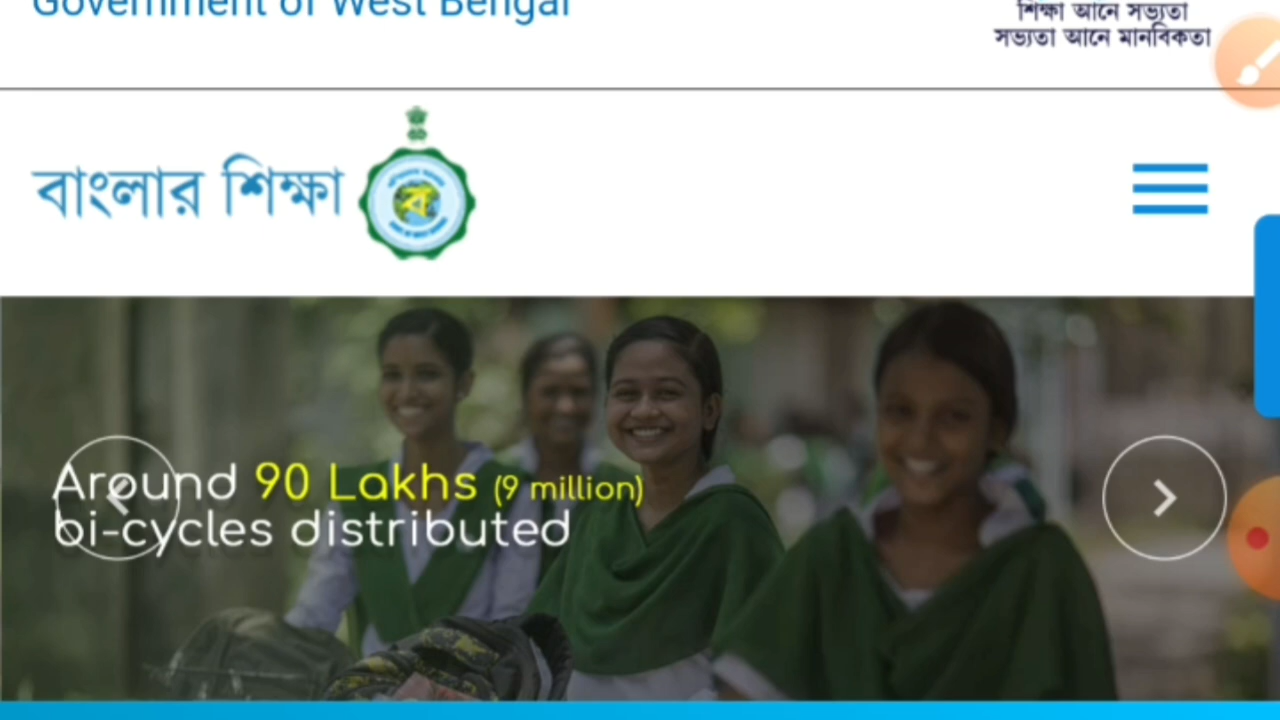 Government of West Bengal
শিক্ষা আনে সভ্যতা
সভ্যতা আনে মানবিকতা
বাংলার শিক্ষা
ব
Around 90 Lakhs (9 million)
bi-cycles distributed